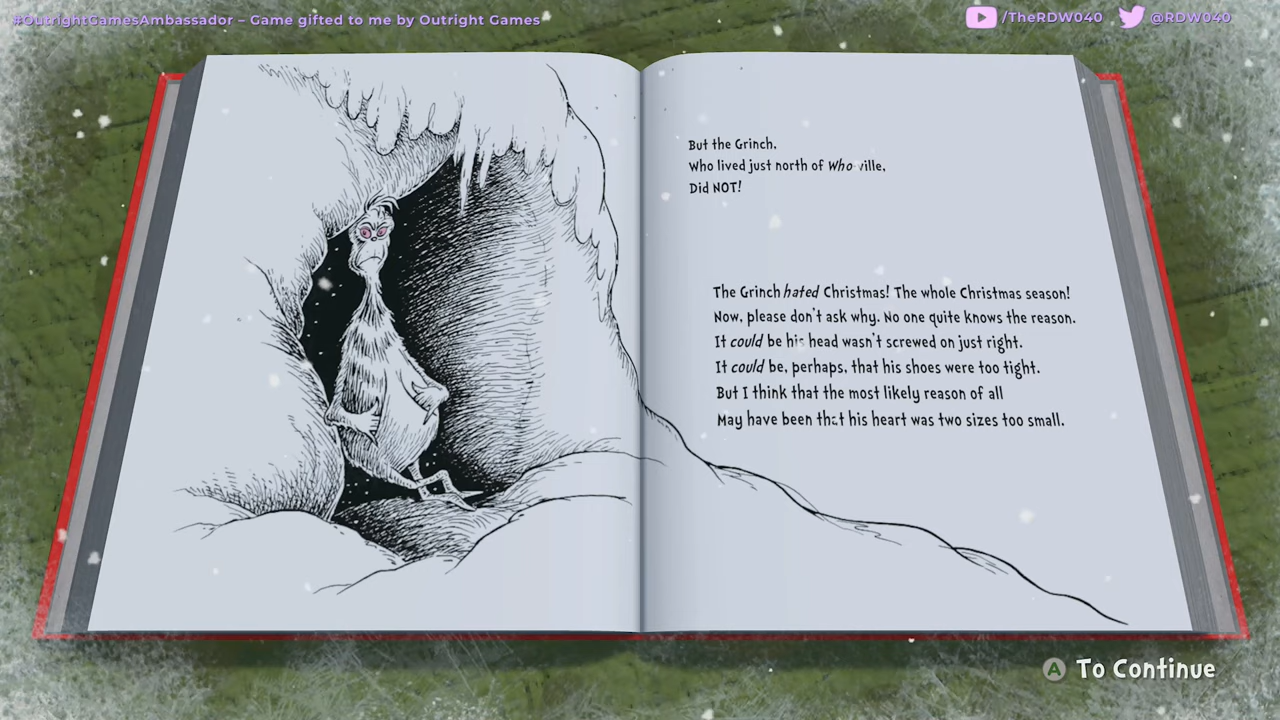 #OutrightGamesAmbassador – Game gifted to me by Outright Games
/TheRDW040 @RDW040
But the Grinch,
Who lived just north of Who-ville,
Did NOT!
The Grinch hated Christmas! The whole Christmas season!
Now, please don't ask why. No one quite knows the reason.
It could be his head wasn't screwed on just right.
It could be, perhaps, that his shoes were too tight.
But I think that the most likely reason of all
May have been that his heart was two sizes too small.
A To Continue